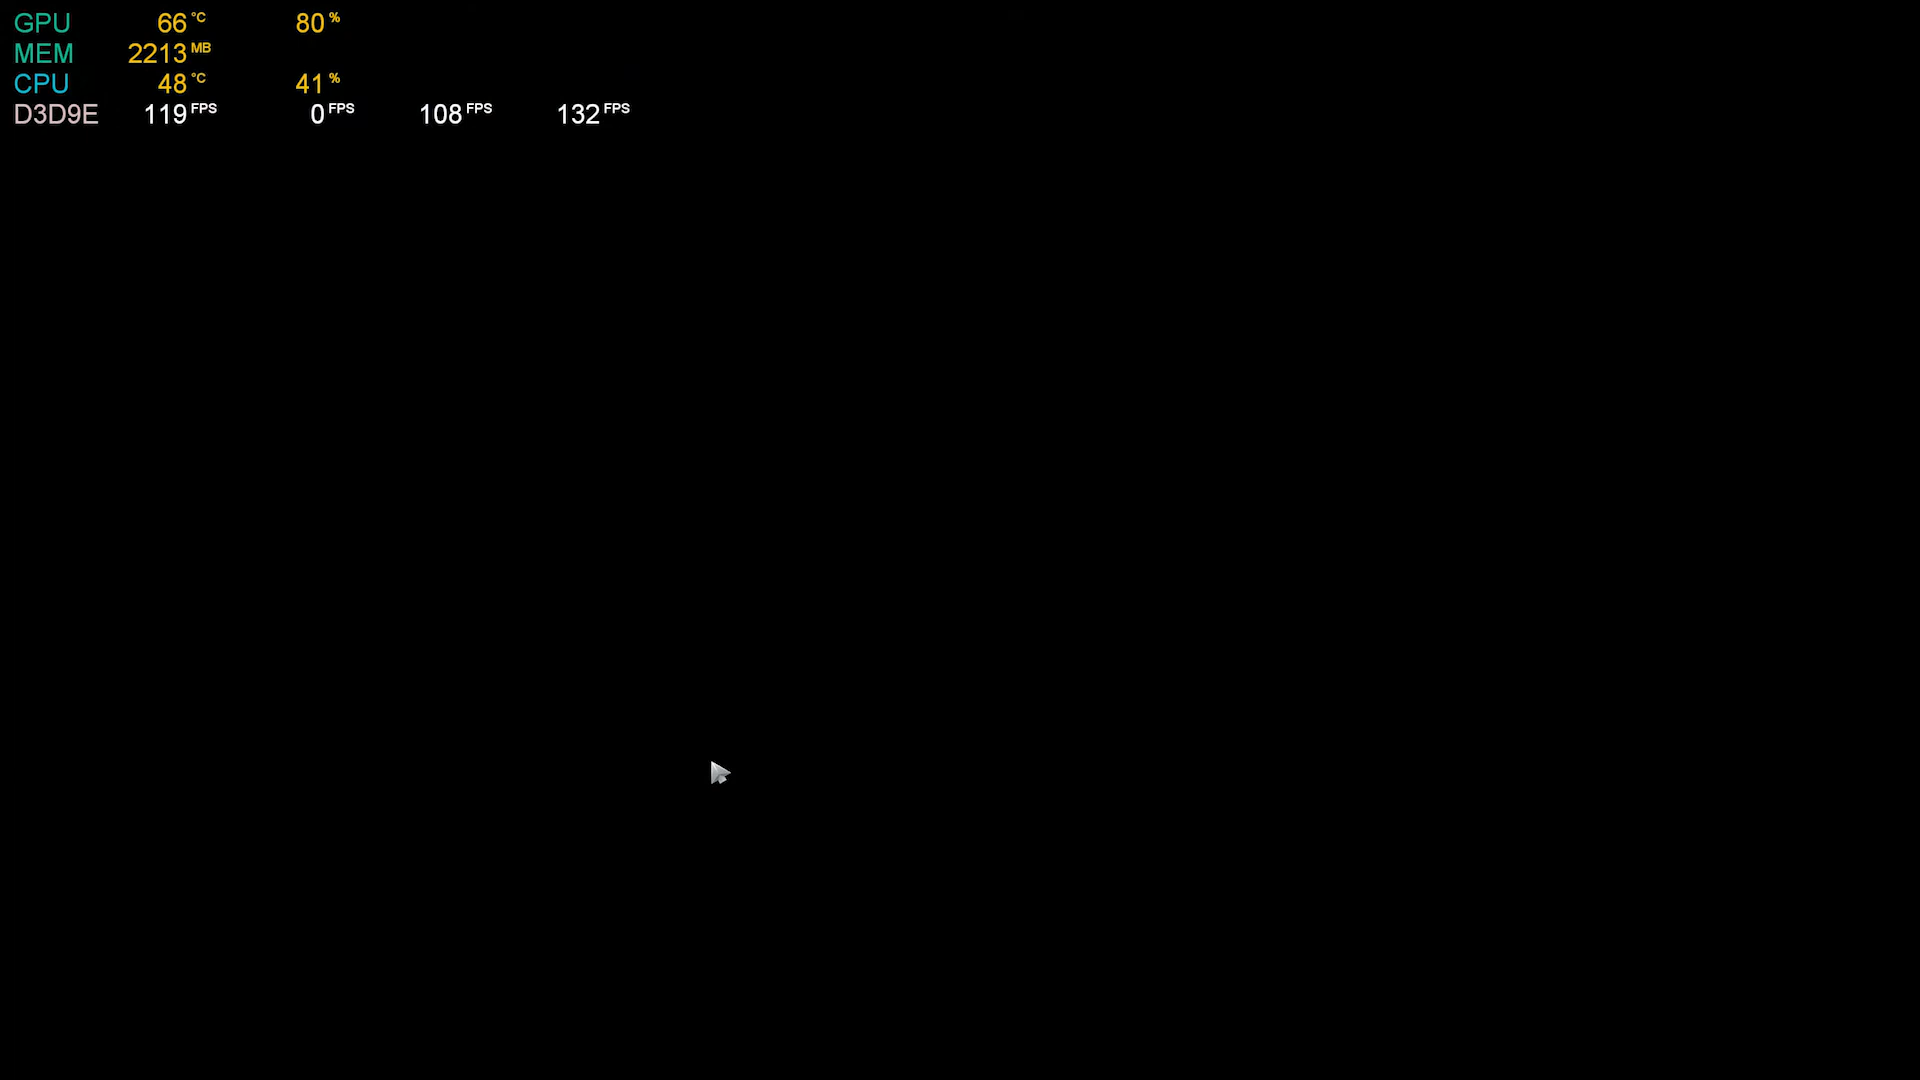 GPU 66 °C 80 %
MEM 2213 MB
CPU 48 °C 41 %
D3D9E 119 FPS 0 FPS 108 FPS 132 FPS